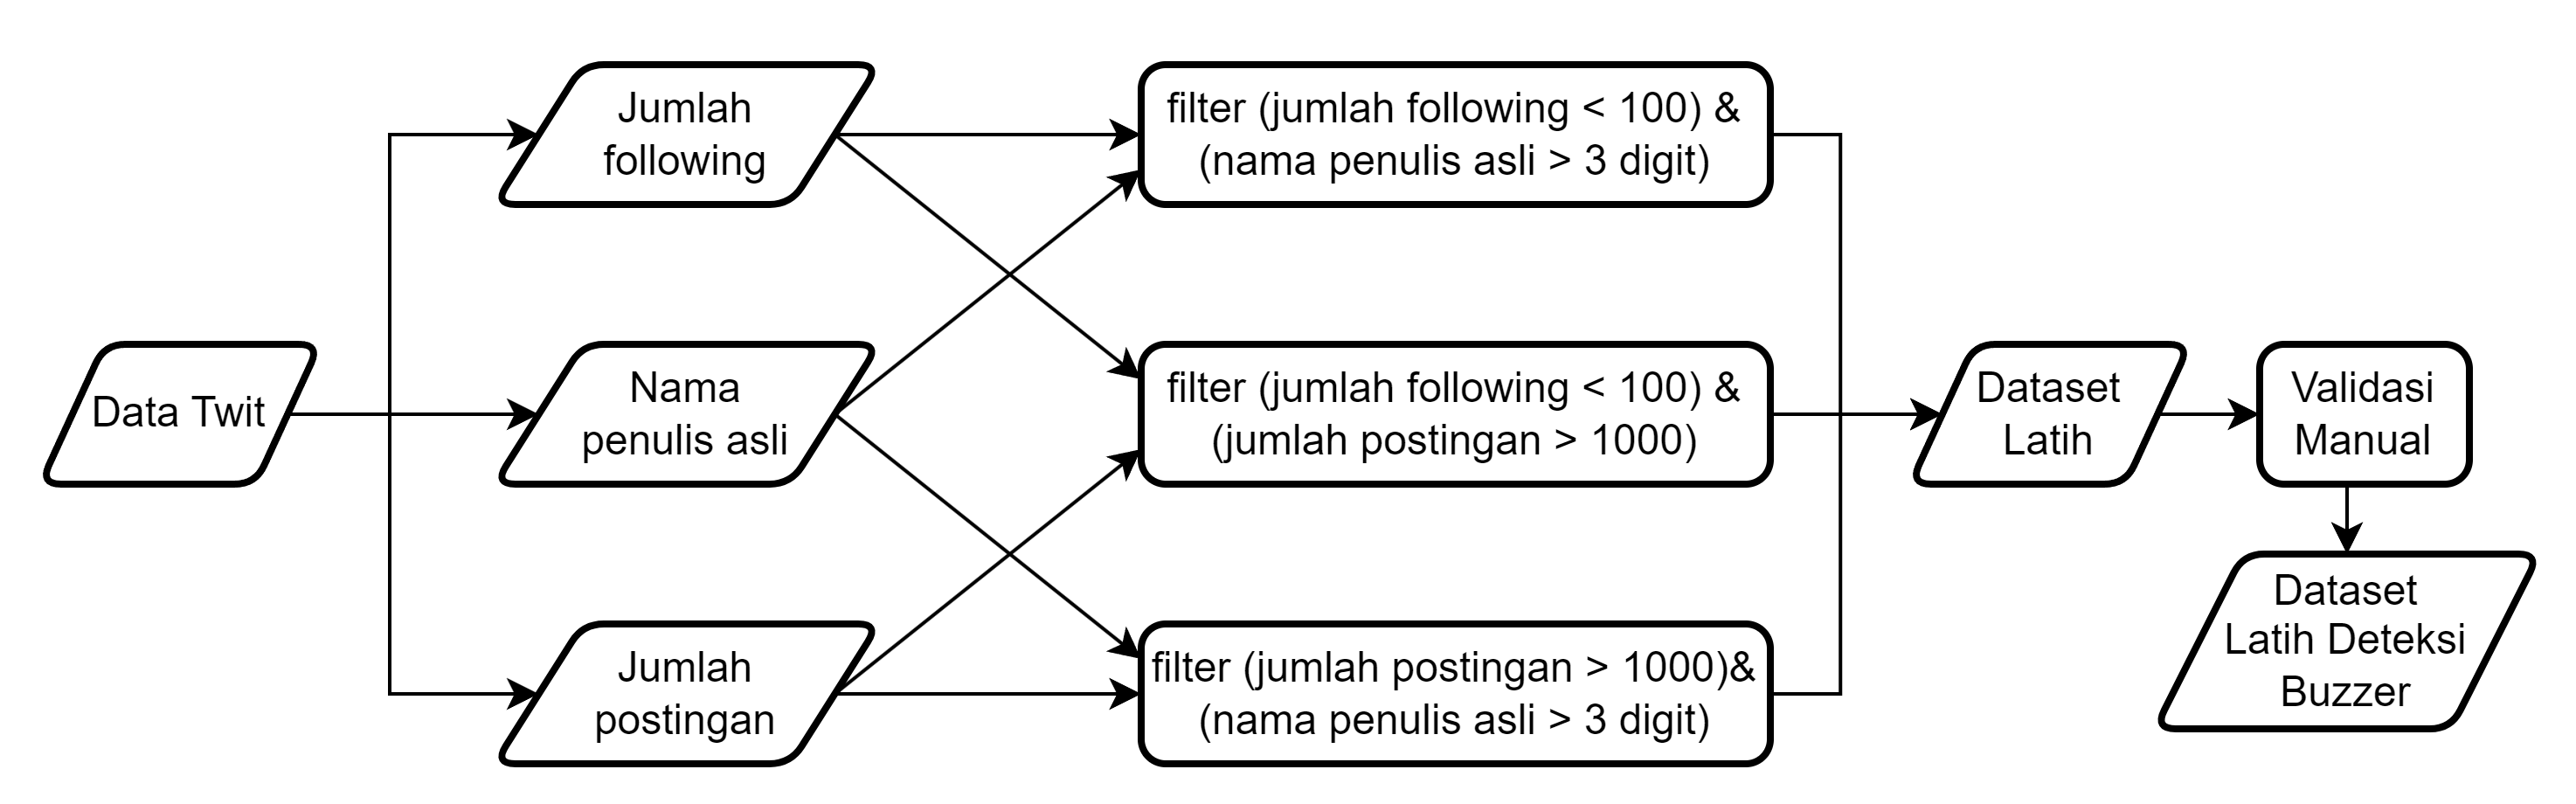 Data Twit
Jumlah
following
Nama
penulis asli
Jumlah
postingan
filter (jumlah following < 100) &
(nama penulis asli > 3 digit)
filter (jumlah following < 100) &
(jumlah postingan > 1000)
filter (jumlah postingan > 1000)&
(nama penulis asli > 3 digit)
Dataset
Latih
Validasi
Manual
Dataset
Latih Deteksi
Buzzer